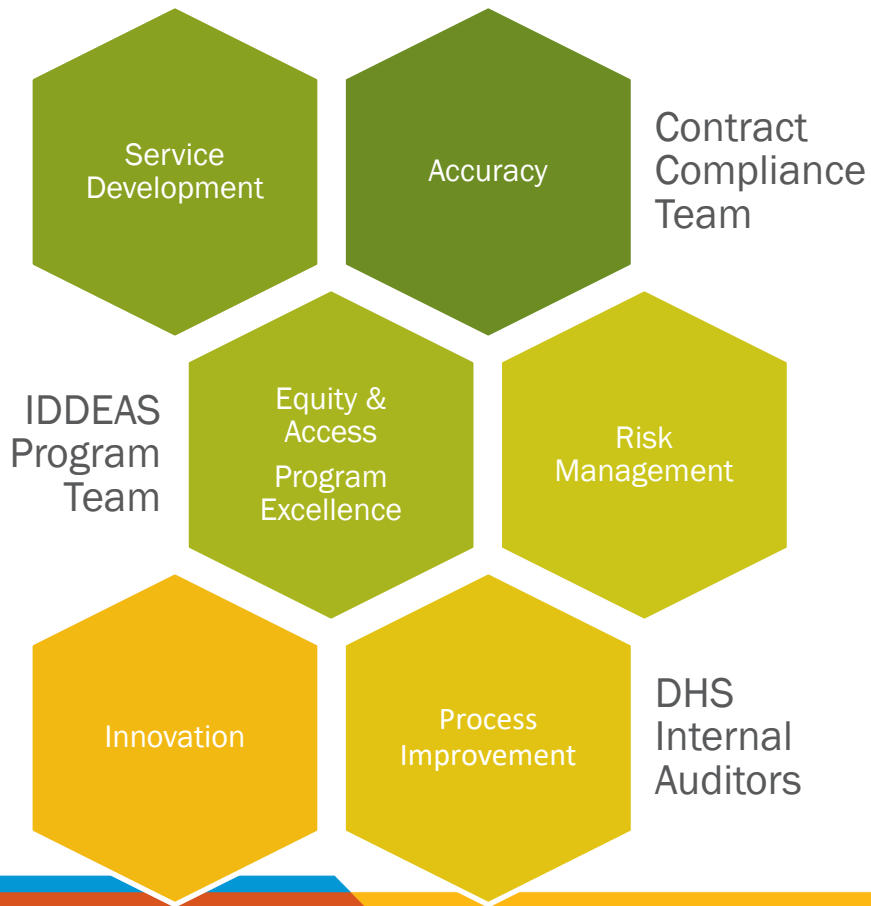 Service
Development
Accuracy
Contract
Compliance
Team
IDDEAS
Program
Team
Equity &
Access
Program
Excellence
Risk
Management
Innovation
Process
Improvement
DHS
Internal
Auditors